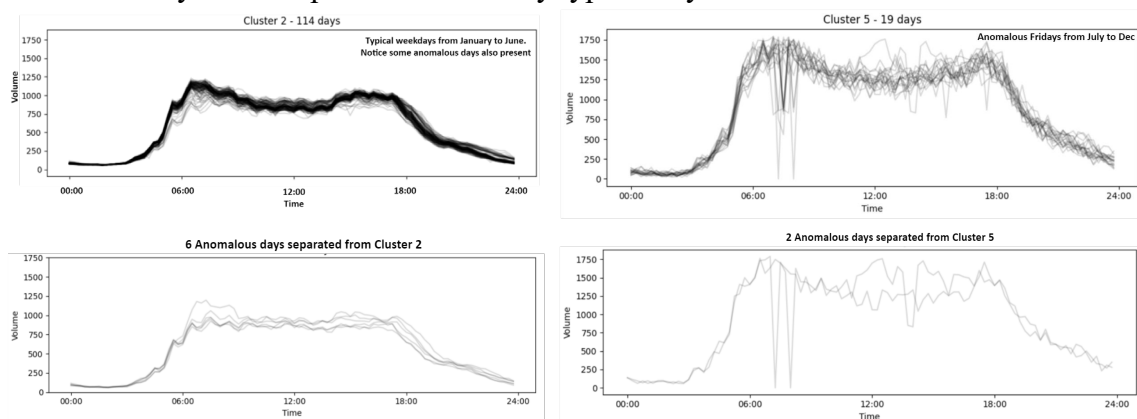 Cluster 2 - 114 days
Typical weekdays from January to June.
Notice some anomalous days also present
1750
1500
1250
1000
750
500
250
0
Volume
00:00 06:00 12:00 18:00 24:00
Time
Cluster 5 - 19 days
Anomalous Fridays from July to Dec
1750
1500
1250
1000
750
500
250
0
Volume
00:00 06:00 12:00 18:00 24:00
Time
6 Anomalous days separated from Cluster 2
1750
1500
1250
1000
750
500
250
0
Volume
00:00 06:00 12:00 18:00 24:00
Time
2 Anomalous days separated from Cluster 5
1750
1500
1250
1000
750
500
250
0
Volume
00:00 06:00 12:00 18:00 24:00
Time